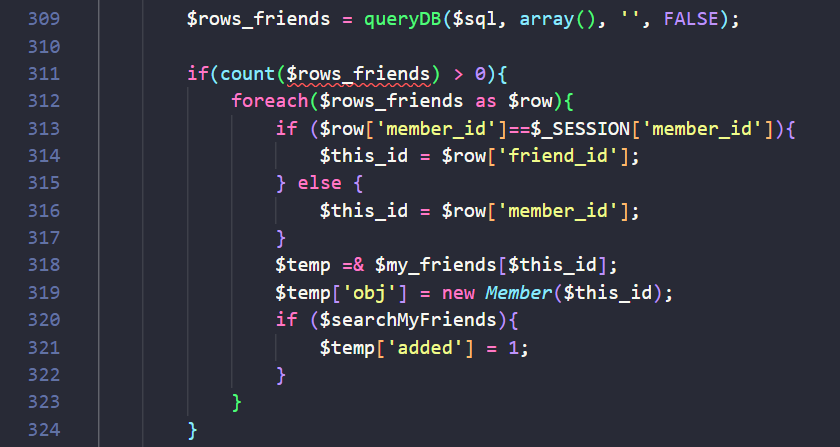 309 $rows_friends = queryDB($sql, array(), '', FALSE);
310
311 if(count($rows_friends) > 0){
312 foreach($rows_friends as $row){
313 if ($row['member_id']==$_SESSION['member_id']){
314 $this_id = $row['friend_id'];
315 } else {
316 $this_id = $row['member_id'];
317 }
318 $temp =& $my_friends[$this_id];
319 $temp['obj'] = new Member($this_id);
320 if ($searchMyFriends){
321 $temp['added'] = 1;
322 }
323 }
324 }